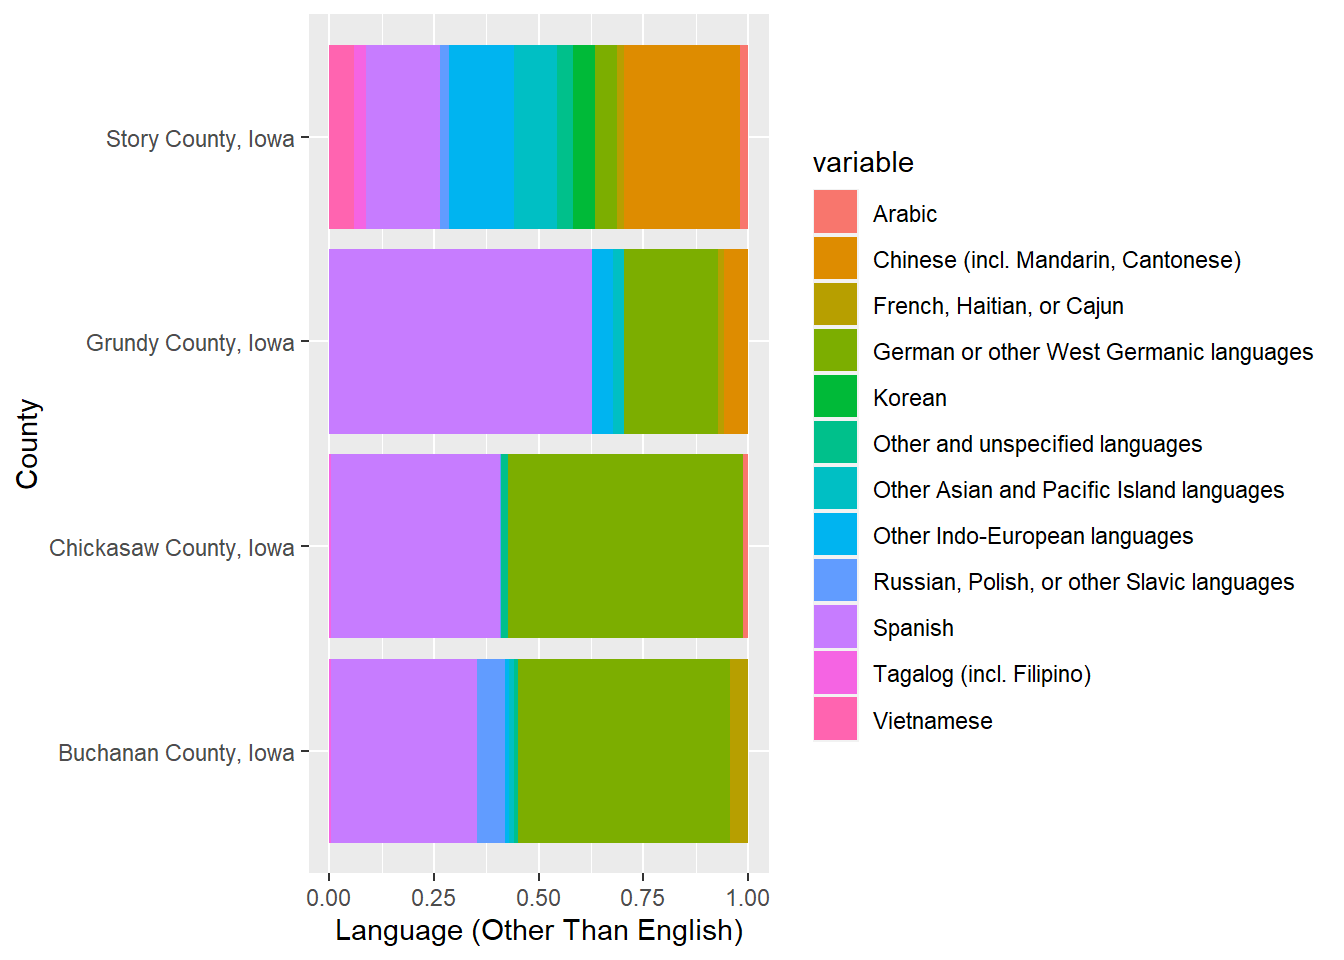 Story County, Iowa
Grundy County, Iowa
Chickasaw County, Iowa
Buchanan County, Iowa
County
0.00 0.25 0.50 0.75 1.00
Language (Other Than English)
variable
Arabic
Chinese (incl. Mandarin, Cantonese)
French, Haitian, or Cajun
German or other West Germanic languages
Korean
Other and unspecified languages
Other Asian and Pacific Island languages
Other Indo-European languages
Russian, Polish, or other Slavic languages
Spanish
Tagalog (incl. Filipino)
Vietnamese